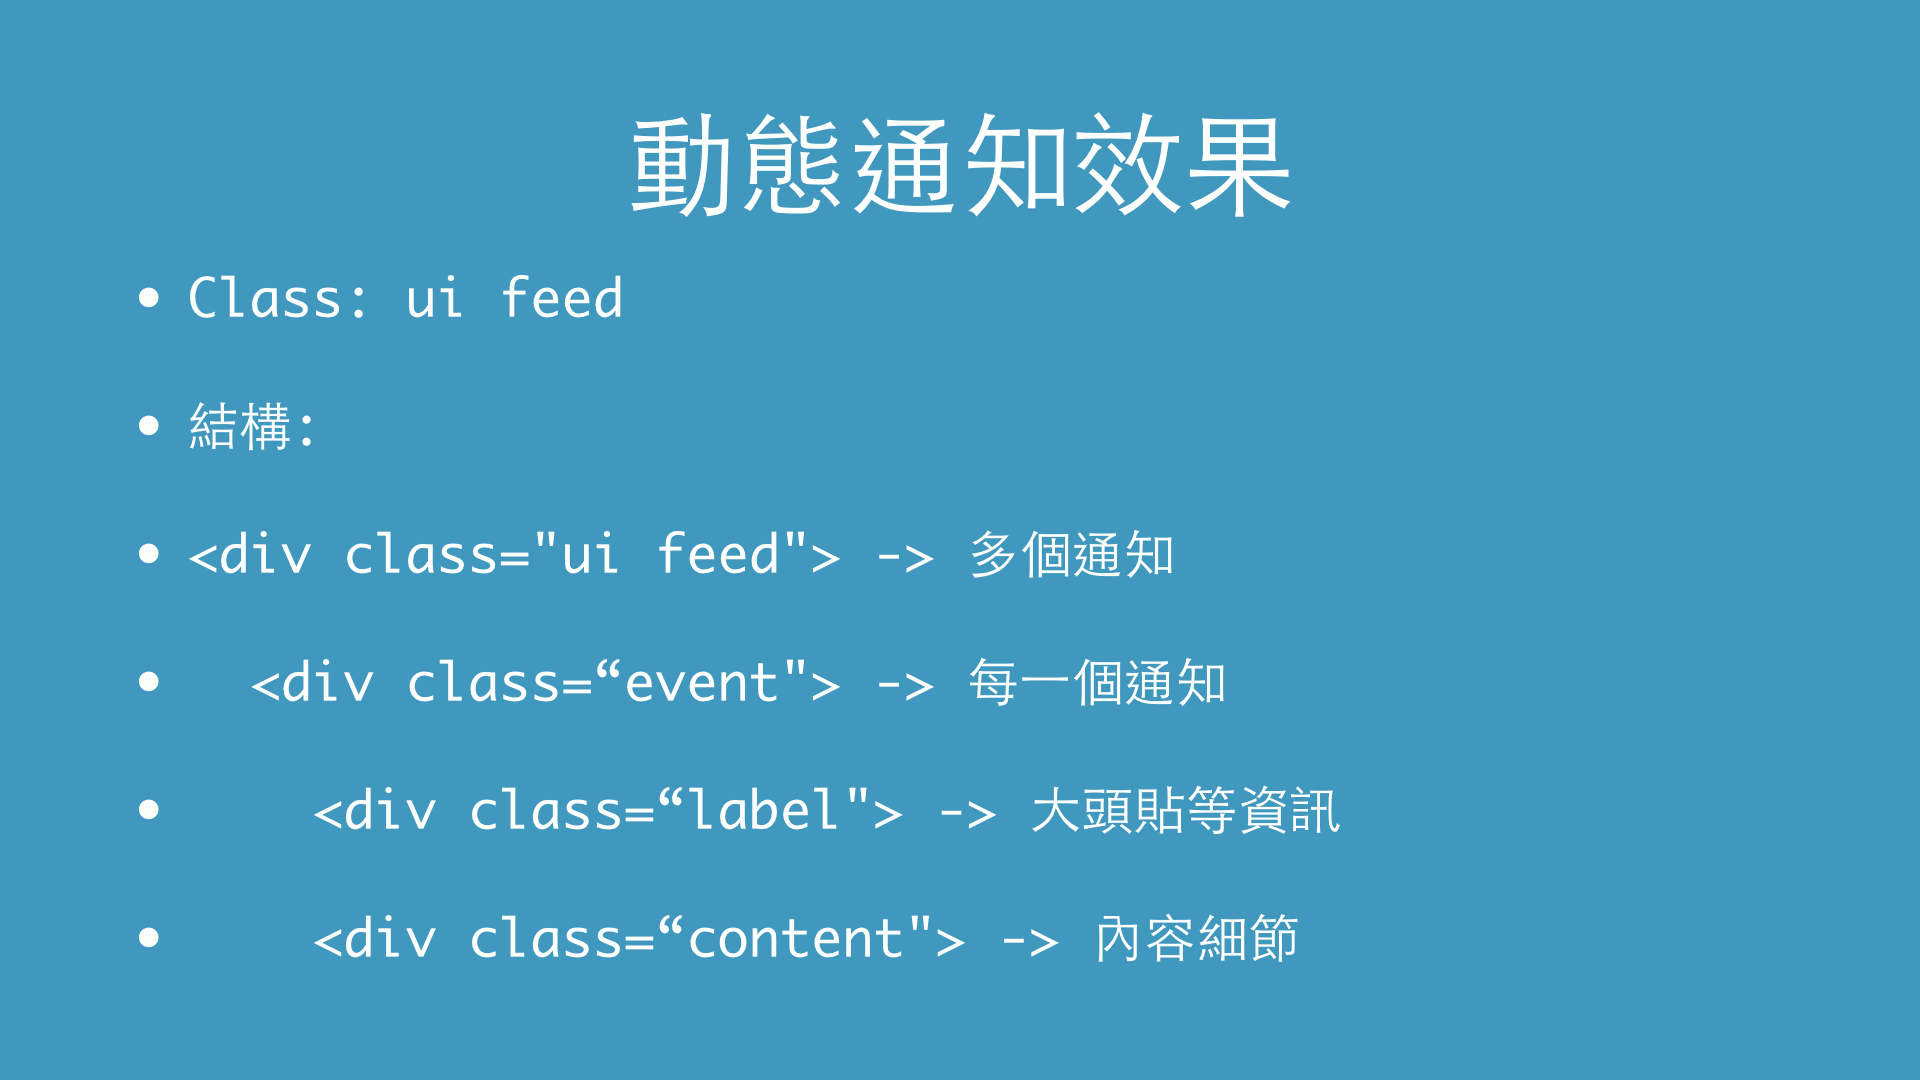 動態通知效果
• Class: ui feed
• 結構:
• <div class="ui feed"> -> 多個通知
•   <div class=“event"> -> 每一個通知
•     <div class=“label"> -> 大頭貼等資訊
•     <div class=“content"> -> 內容細節